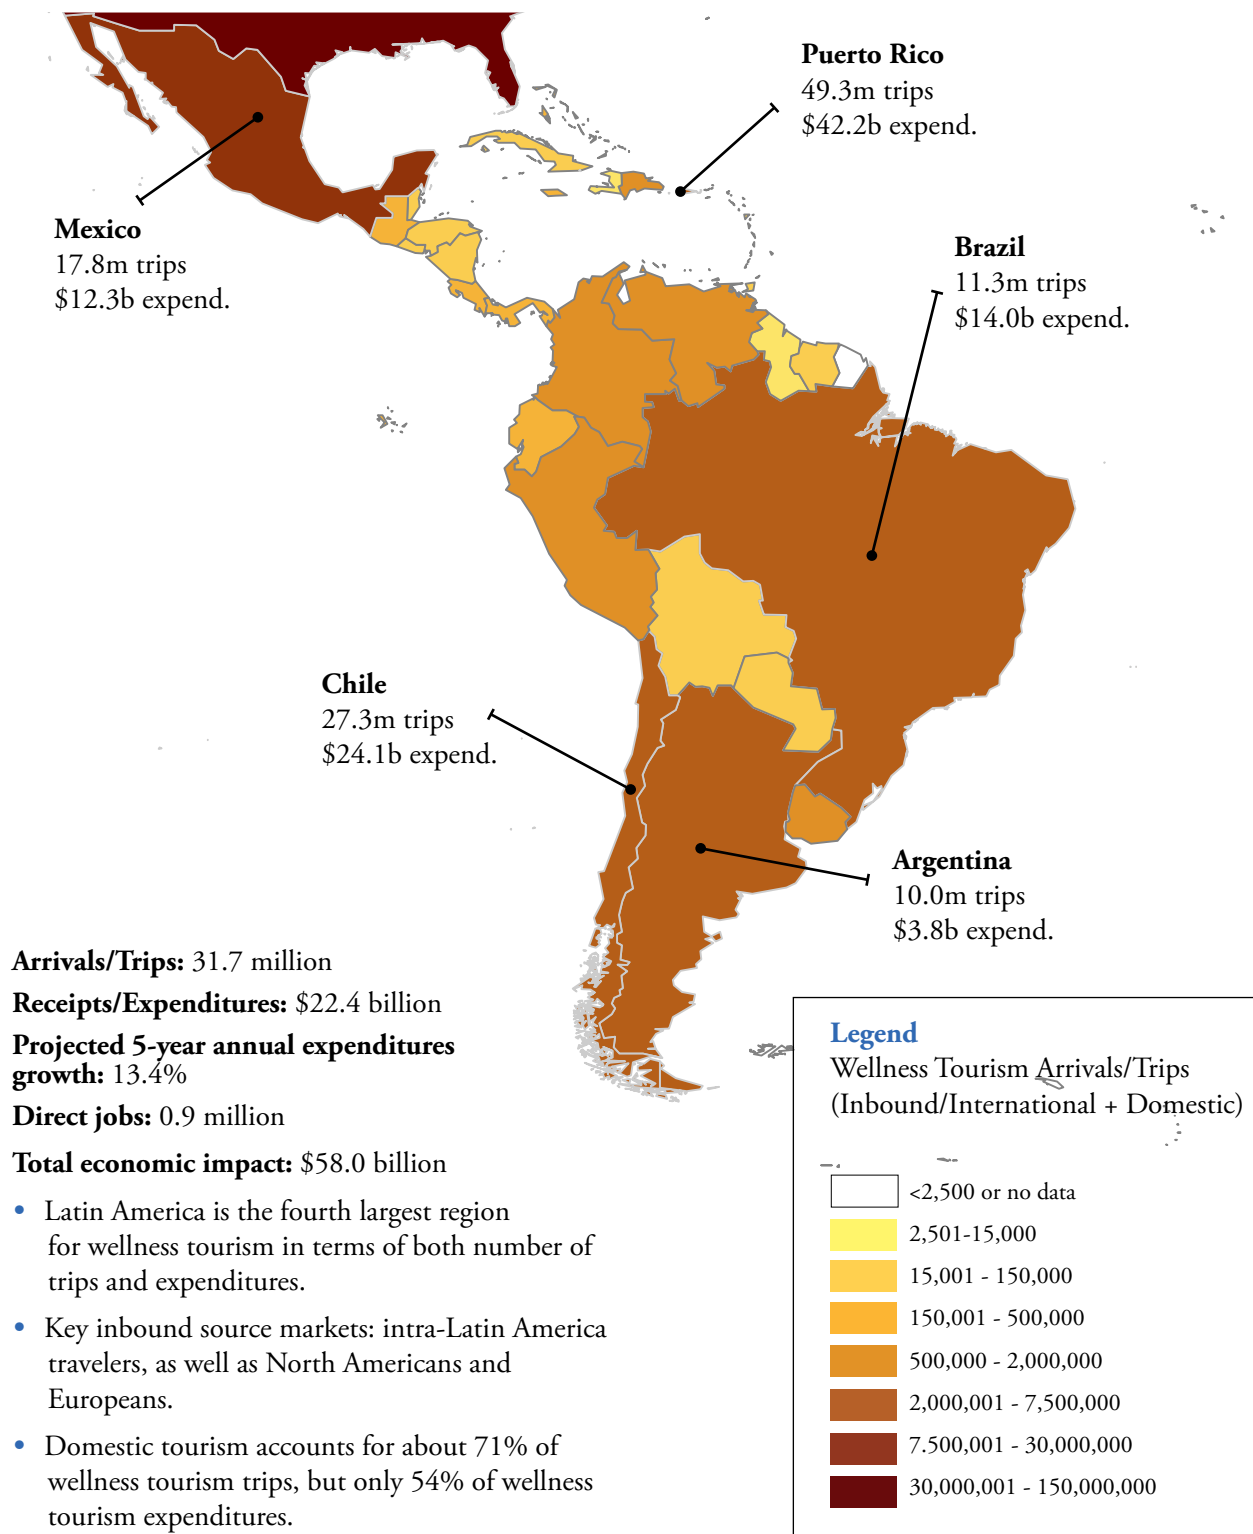 Puerto Rico
49.3m trips
$42.2b expend.
Mexico
17.8m trips
$12.3b expend.
Brazil
11.3m trips
$14.0b expend.
Chile
27.3m trips
$24.1b expend.
Argentina
10.0m trips
$3.8b expend.
Arrivals/Trips: 31.7 million
Receipts/Expenditures: $22.4 billion
Projected 5-year annual expenditures
growth: 13.4%
Direct jobs: 0.9 million
Total economic impact: $58.0 billion
• Latin America is the fourth largest region
for wellness tourism in terms of both number of
trips and expenditures.
• Key inbound source markets: intra-Latin America
travelers, as well as North Americans and
Europeans.
• Domestic tourism accounts for about 71% of
wellness tourism trips, but only 54% of wellness
tourism expenditures.
Legend
Wellness Tourism Arrivals/Trips
(Inbound/International + Domestic)
<2,500 or no data
2,501-15,000
15,001 - 150,000
150,001 - 500,000
500,000 - 2,000,000
2,000,001 - 7,500,000
7.500,001 - 30,000,000
30,000,001 - 150,000,000